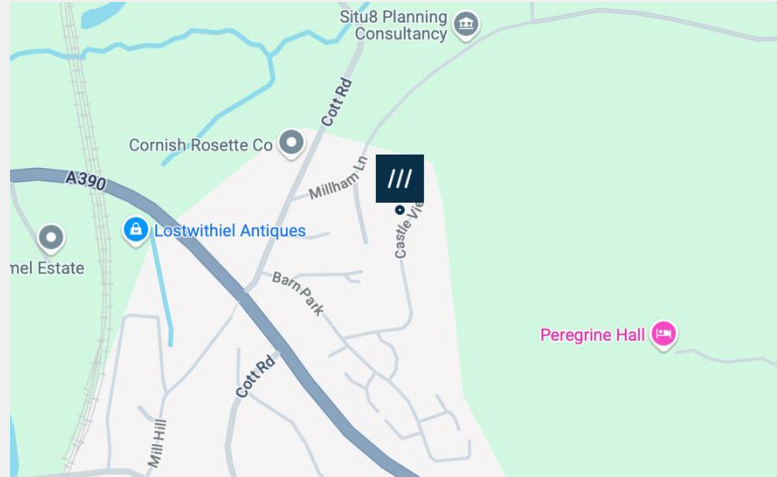 Situ8 Planning
Consultancy
Cott Rd
Cornish Rosette Co
Millham Ln
///
A390
Lostwithiel Antiques
Castle Vie
mel Estate
Barn Park
Peregrine Hall
Cott Rd
Mill Hill